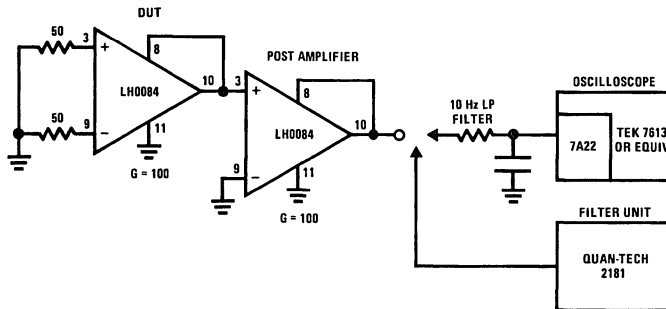 DUT
50
3
+
8
LH0084
10
50
9
−
11
G = 100
POST AMPLIFIER
3
+
8
LH0084
10
9
−
11
G = 100
10 Hz LP
FILTER
OSCILLOSCOPE
7A22
TEK 7613
OR EQUIV
FILTER UNIT
QUAN-TECH
2181